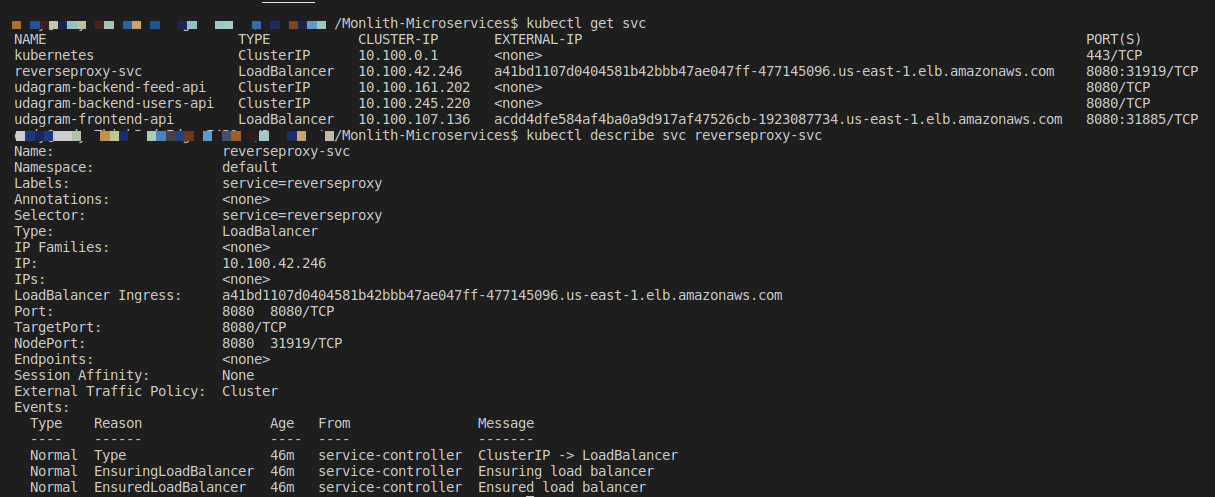 /Monlith-Microservices$ kubectl get svc
NAME TYPE CLUSTER-IP EXTERNAL-IP PORT(S)
kubernetes ClusterIP 10.100.0.1 <none> 443/TCP
reverseproxy-svc LoadBalancer 10.100.42.246 a41bd1107d0404581b42bbb47ae047ff-477145096.us-east-1.elb.amazonaws.com 8080:31919/TCP
udagram-backend-feed-api ClusterIP 10.100.161.202 <none> 8080/TCP
udagram-backend-users-api ClusterIP 10.100.245.220 <none> 8080/TCP
udagram-frontend-api LoadBalancer 10.100.107.136 acdd4dfe584af4ba0a9d917af47526cb-1923087734.us-east-1.elb.amazonaws.com 8080:31885/TCP
/Monlith-Microservices$ kubectl describe svc reverseproxy-svc
Name: reverseproxy-svc
Namespace: default
Labels: service=reverseproxy
Annotations: <none>
Selector: service=reverseproxy
Type: LoadBalancer
IP Families: <none>
IP: 10.100.42.246
IPs: <none>
LoadBalancer Ingress: a41bd1107d0404581b42bbb47ae047ff-477145096.us-east-1.elb.amazonaws.com
Port: 8080 8080/TCP
TargetPort: 8080/TCP
NodePort: 8080 31919/TCP
Endpoints: <none>
Session Affinity: None
External Traffic Policy: Cluster
Events:
Type Reason Age From Message
---- ------ ---- ---- -------
Normal Type 46m service-controller ClusterIP -> LoadBalancer
Normal EnsuringLoadBalancer 46m service-controller Ensuring load balancer
Normal EnsuredLoadBalancer 46m service-controller Ensured load balancer